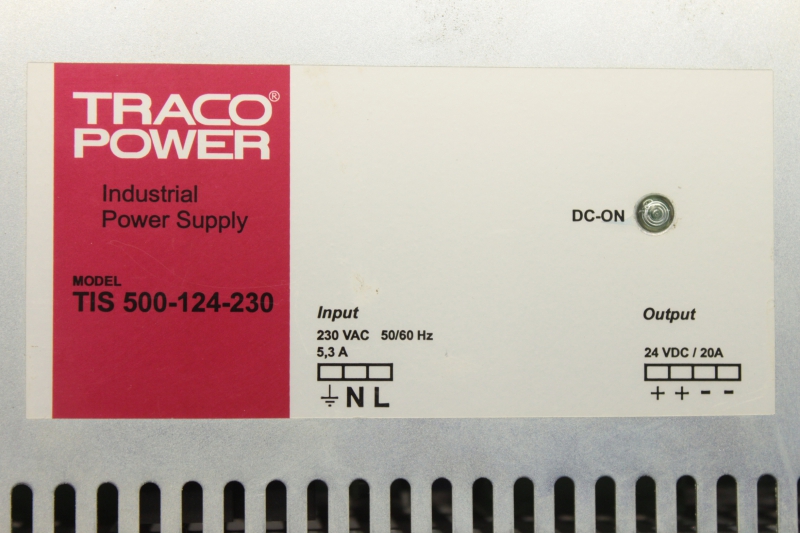 TRACO®
POWER
Industrial
Power Supply
MODEL
TIS 500-124-230
DC-ON
Input
230 VAC 50/60 Hz
5,3 A
N L
Output
24 VDC / 20A
+ + - -